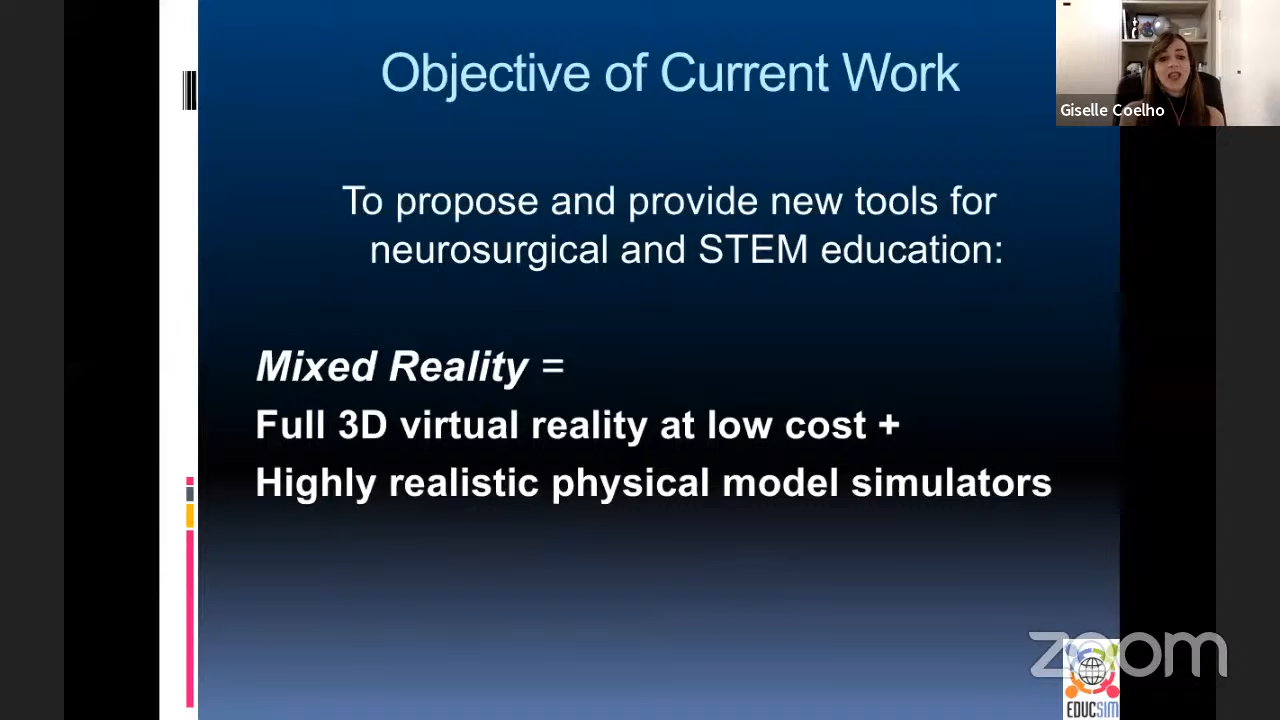 Objective of Current Work
Giselle Coelho
To propose and provide new tools for
neurosurgical and STEM education:
Mixed Reality =
Full 3D virtual reality at low cost +
Highly realistic physical model simulators
zoom
EDUCSIM